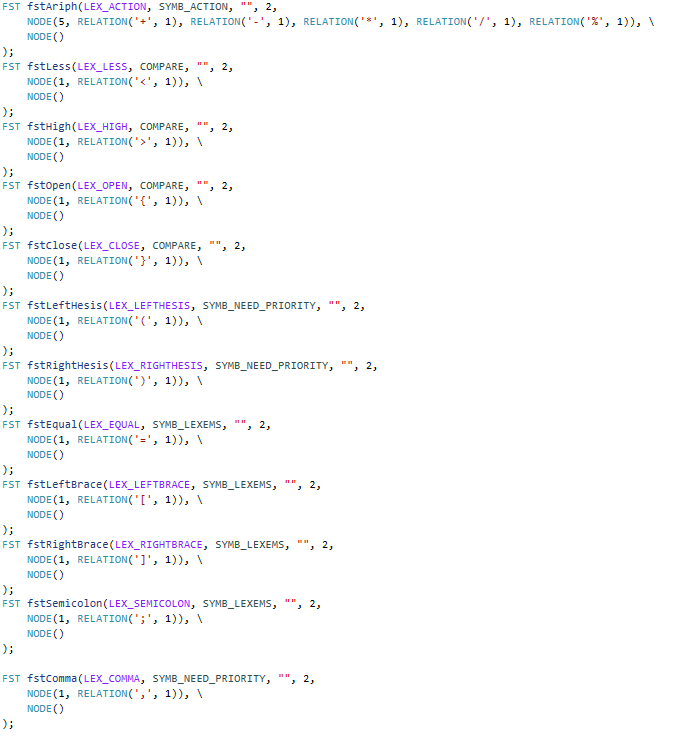 FST fstAriph(LEX_ACTION, SYMB_ACTION, "", 2,
    NODE(5, RELATION('+', 1), RELATION('-', 1), RELATION('*', 1), RELATION('/', 1), RELATION('%', 1)), \
    NODE()
);
FST fstLess(LEX_LESS, COMPARE, "", 2,
    NODE(1, RELATION('<', 1)), \
    NODE()
);
FST fstHigh(LEX_HIGH, COMPARE, "", 2,
    NODE(1, RELATION('>', 1)), \
    NODE()
);
FST fstOpen(LEX_OPEN, COMPARE, "", 2,
    NODE(1, RELATION('{', 1)), \
    NODE()
);
FST fstClose(LEX_CLOSE, COMPARE, "", 2,
    NODE(1, RELATION('}', 1)), \
    NODE()
);
FST fstLeftHesis(LEX_LEFTHESIS, SYMB_NEED_PRIORITY, "", 2,
    NODE(1, RELATION('(', 1)), \
    NODE()
);
FST fstRightHesis(LEX_RIGHTHESIS, SYMB_NEED_PRIORITY, "", 2,
    NODE(1, RELATION(')', 1)), \
    NODE()
);
FST fstEqual(LEX_EQUAL, SYMB_LEXEMS, "", 2,
    NODE(1, RELATION('=', 1)), \
    NODE()
);
FST fstLeftBrace(LEX_LEFTBRACE, SYMB_LEXEMS, "", 2,
    NODE(1, RELATION('[', 1)), \
    NODE()
);
FST fstRightBrace(LEX_RIGHTBRACE, SYMB_LEXEMS, "", 2,
    NODE(1, RELATION(']', 1)), \
    NODE()
);
FST fstSemicolon(LEX_SEMICOLON, SYMB_LEXEMS, "", 2,
    NODE(1, RELATION(';', 1)), \
    NODE()
);

FST fstComma(LEX_COMMA, SYMB_NEED_PRIORITY, "", 2,
    NODE(1, RELATION(',', 1)), \
    NODE()
);